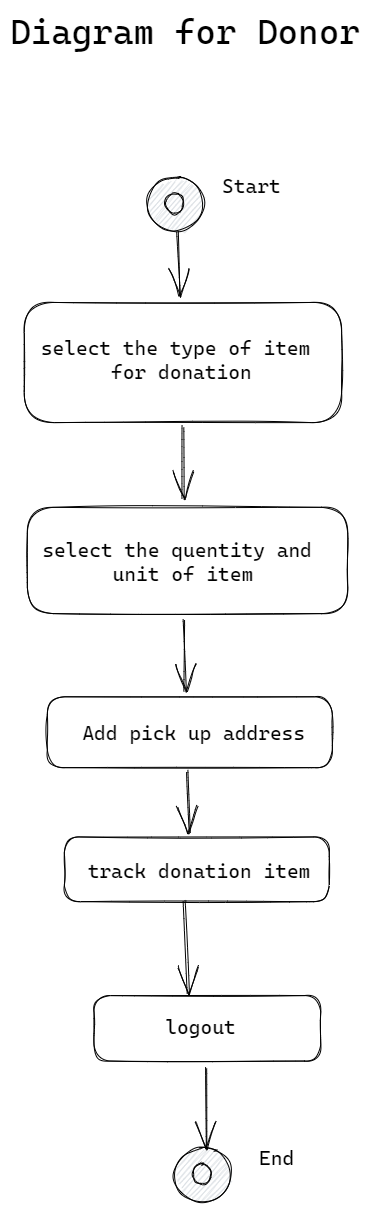 Diagram for Donor
Start
select the type of item
for donation
select the quentity and
unit of item
Add pick up address
track donation item
logout
End